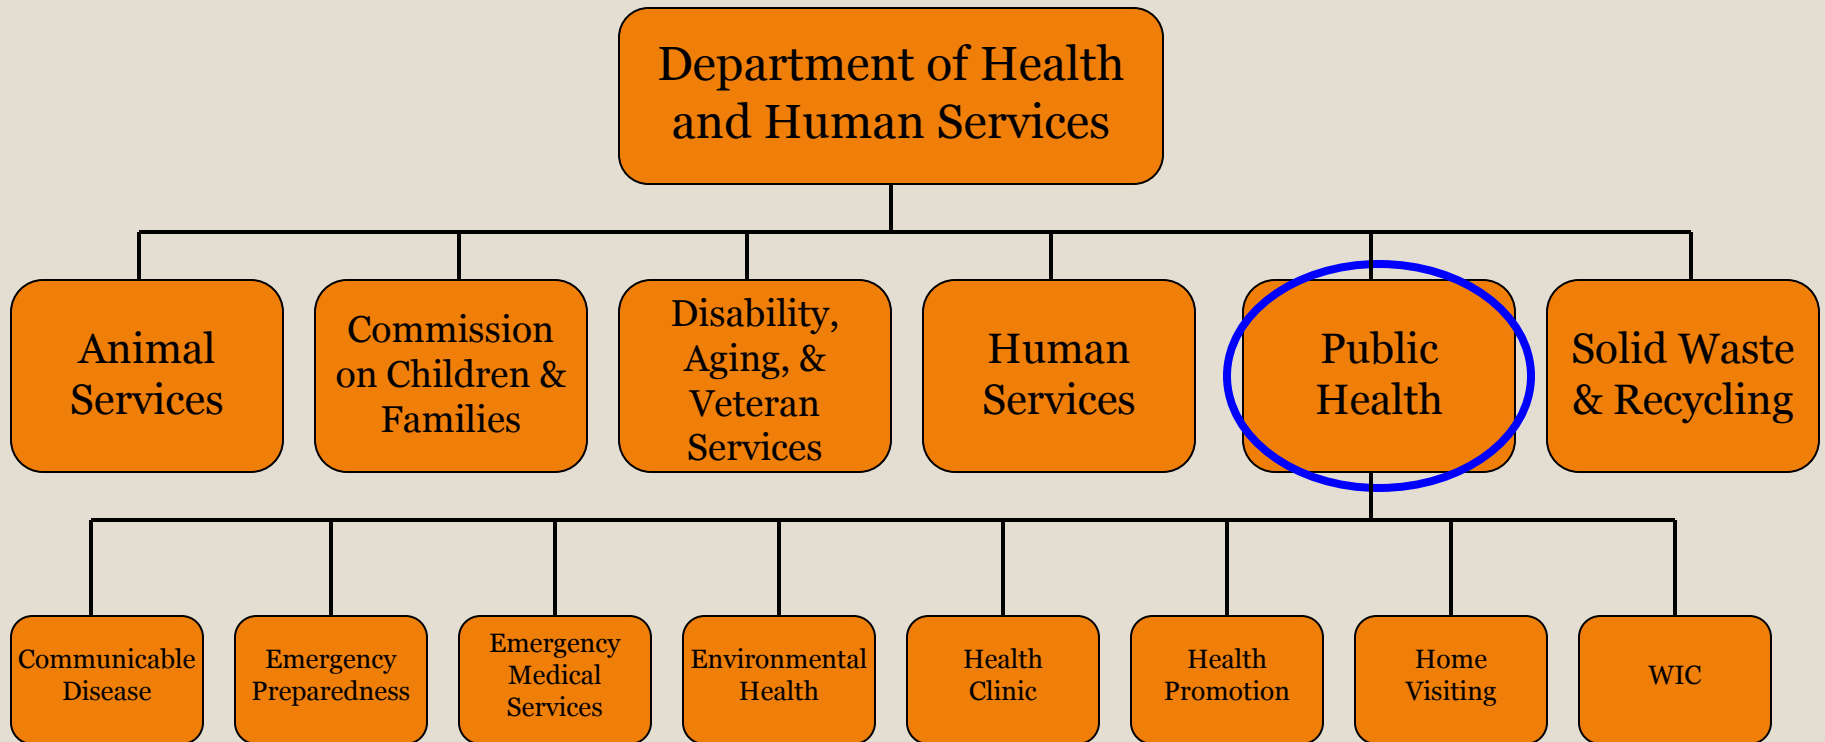 Department of Health
and Human Services
Animal
Services
Commission
on Children &
Families
Disability,
Aging, &
Veteran
Services
Human
Services
Public
Health
Solid Waste
& Recycling
Communicable
Disease
Emergency
Preparedness
Emergency
Medical
Services
Environmental
Health
Health
Clinic
Health
Promotion
Home
Visiting
WIC